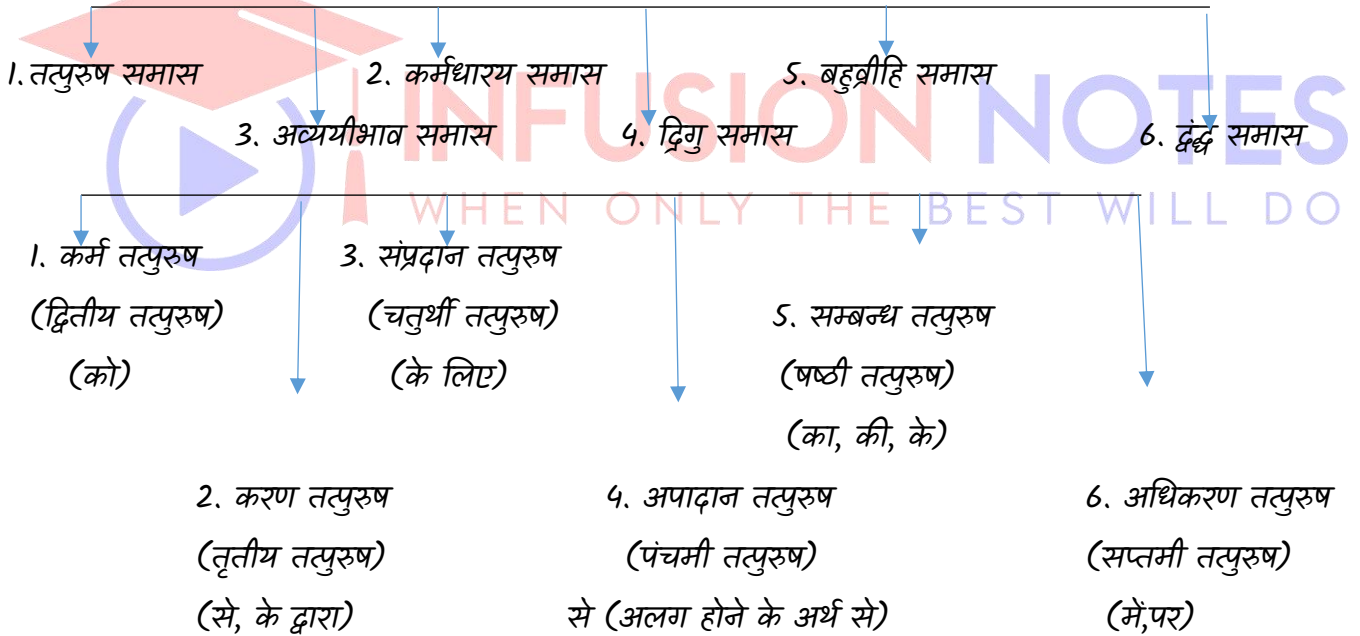 1.तत्पुरुष समास 2. कर्मधारय समास 5. बहुव्रीहि समास
3. अव्ययीभाव समास 4. द्विगु समास 6. द्वंद्व समास
INFUSION NOTES
WHEN ONLY THE BEST WILL DO
1. कर्म तत्पुरुष 3. संप्रदान तत्पुरुष
(द्वितीय तत्पुरुष) (चतुर्थी तत्पुरुष) 5. सम्बन्ध तत्पुरुष
(को) (के लिए) (षष्ठी तत्पुरुष)
(का, की, के)
2. करण तत्पुरुष 4. अपादान तत्पुरुष 6. अधिकरण तत्पुरुष
(तृतीय तत्पुरुष) (पंचमी तत्पुरुष) (सप्तमी तत्पुरुष)
(से, के द्वारा) से (अलग होने के अर्थ से) (में,पर)